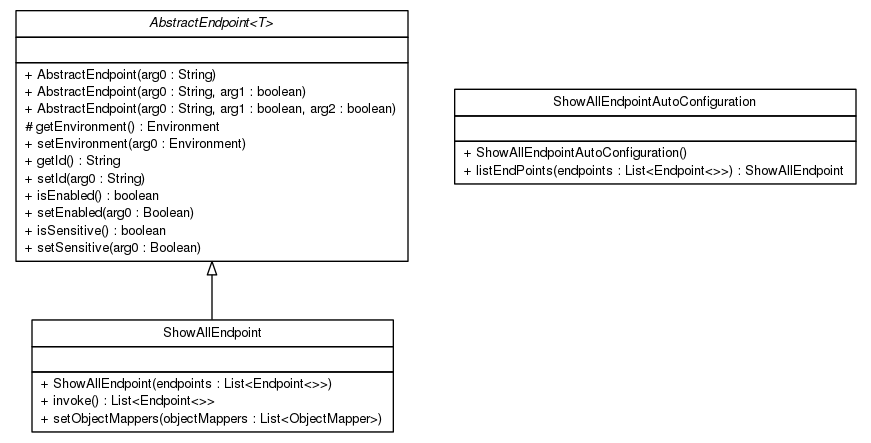 AbstractEndpoint<T>
+ AbstractEndpoint(arg0 : String)
+ AbstractEndpoint(arg0 : String, arg1 : boolean)
+ AbstractEndpoint(arg0 : String, arg1 : boolean, arg2 : boolean)
# getEnvironment() : Environment
+ setEnvironment(arg0 : Environment)
+ getId() : String
+ setId(arg0 : String)
+ isEnabled() : boolean
+ setEnabled(arg0 : Boolean)
+ isSensitive() : boolean
+ setSensitive(arg0 : Boolean)
ShowAllEndpointAutoConfiguration
+ ShowAllEndpointAutoConfiguration()
+ listEndPoints(endpoints : List<Endpoint<>>) : ShowAllEndpoint
ShowAllEndpoint
+ ShowAllEndpoint(endpoints : List<Endpoint<>>)
+ invoke() : List<Endpoint<>>
+ setObjectMappers(objectMappers : List<ObjectMapper>)